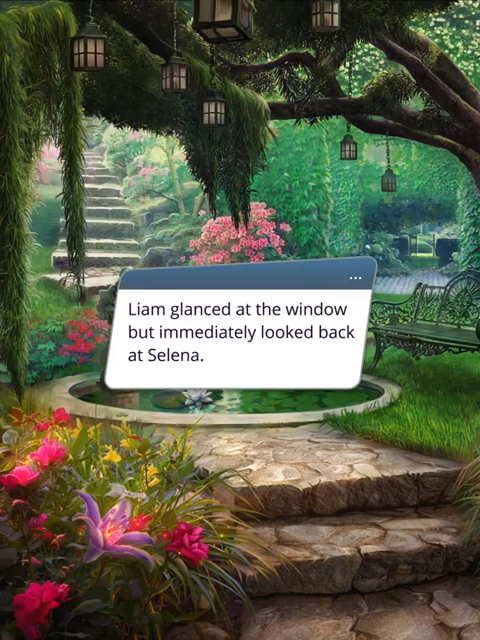 Liam glanced at the window
but immediately looked back
at Selena.